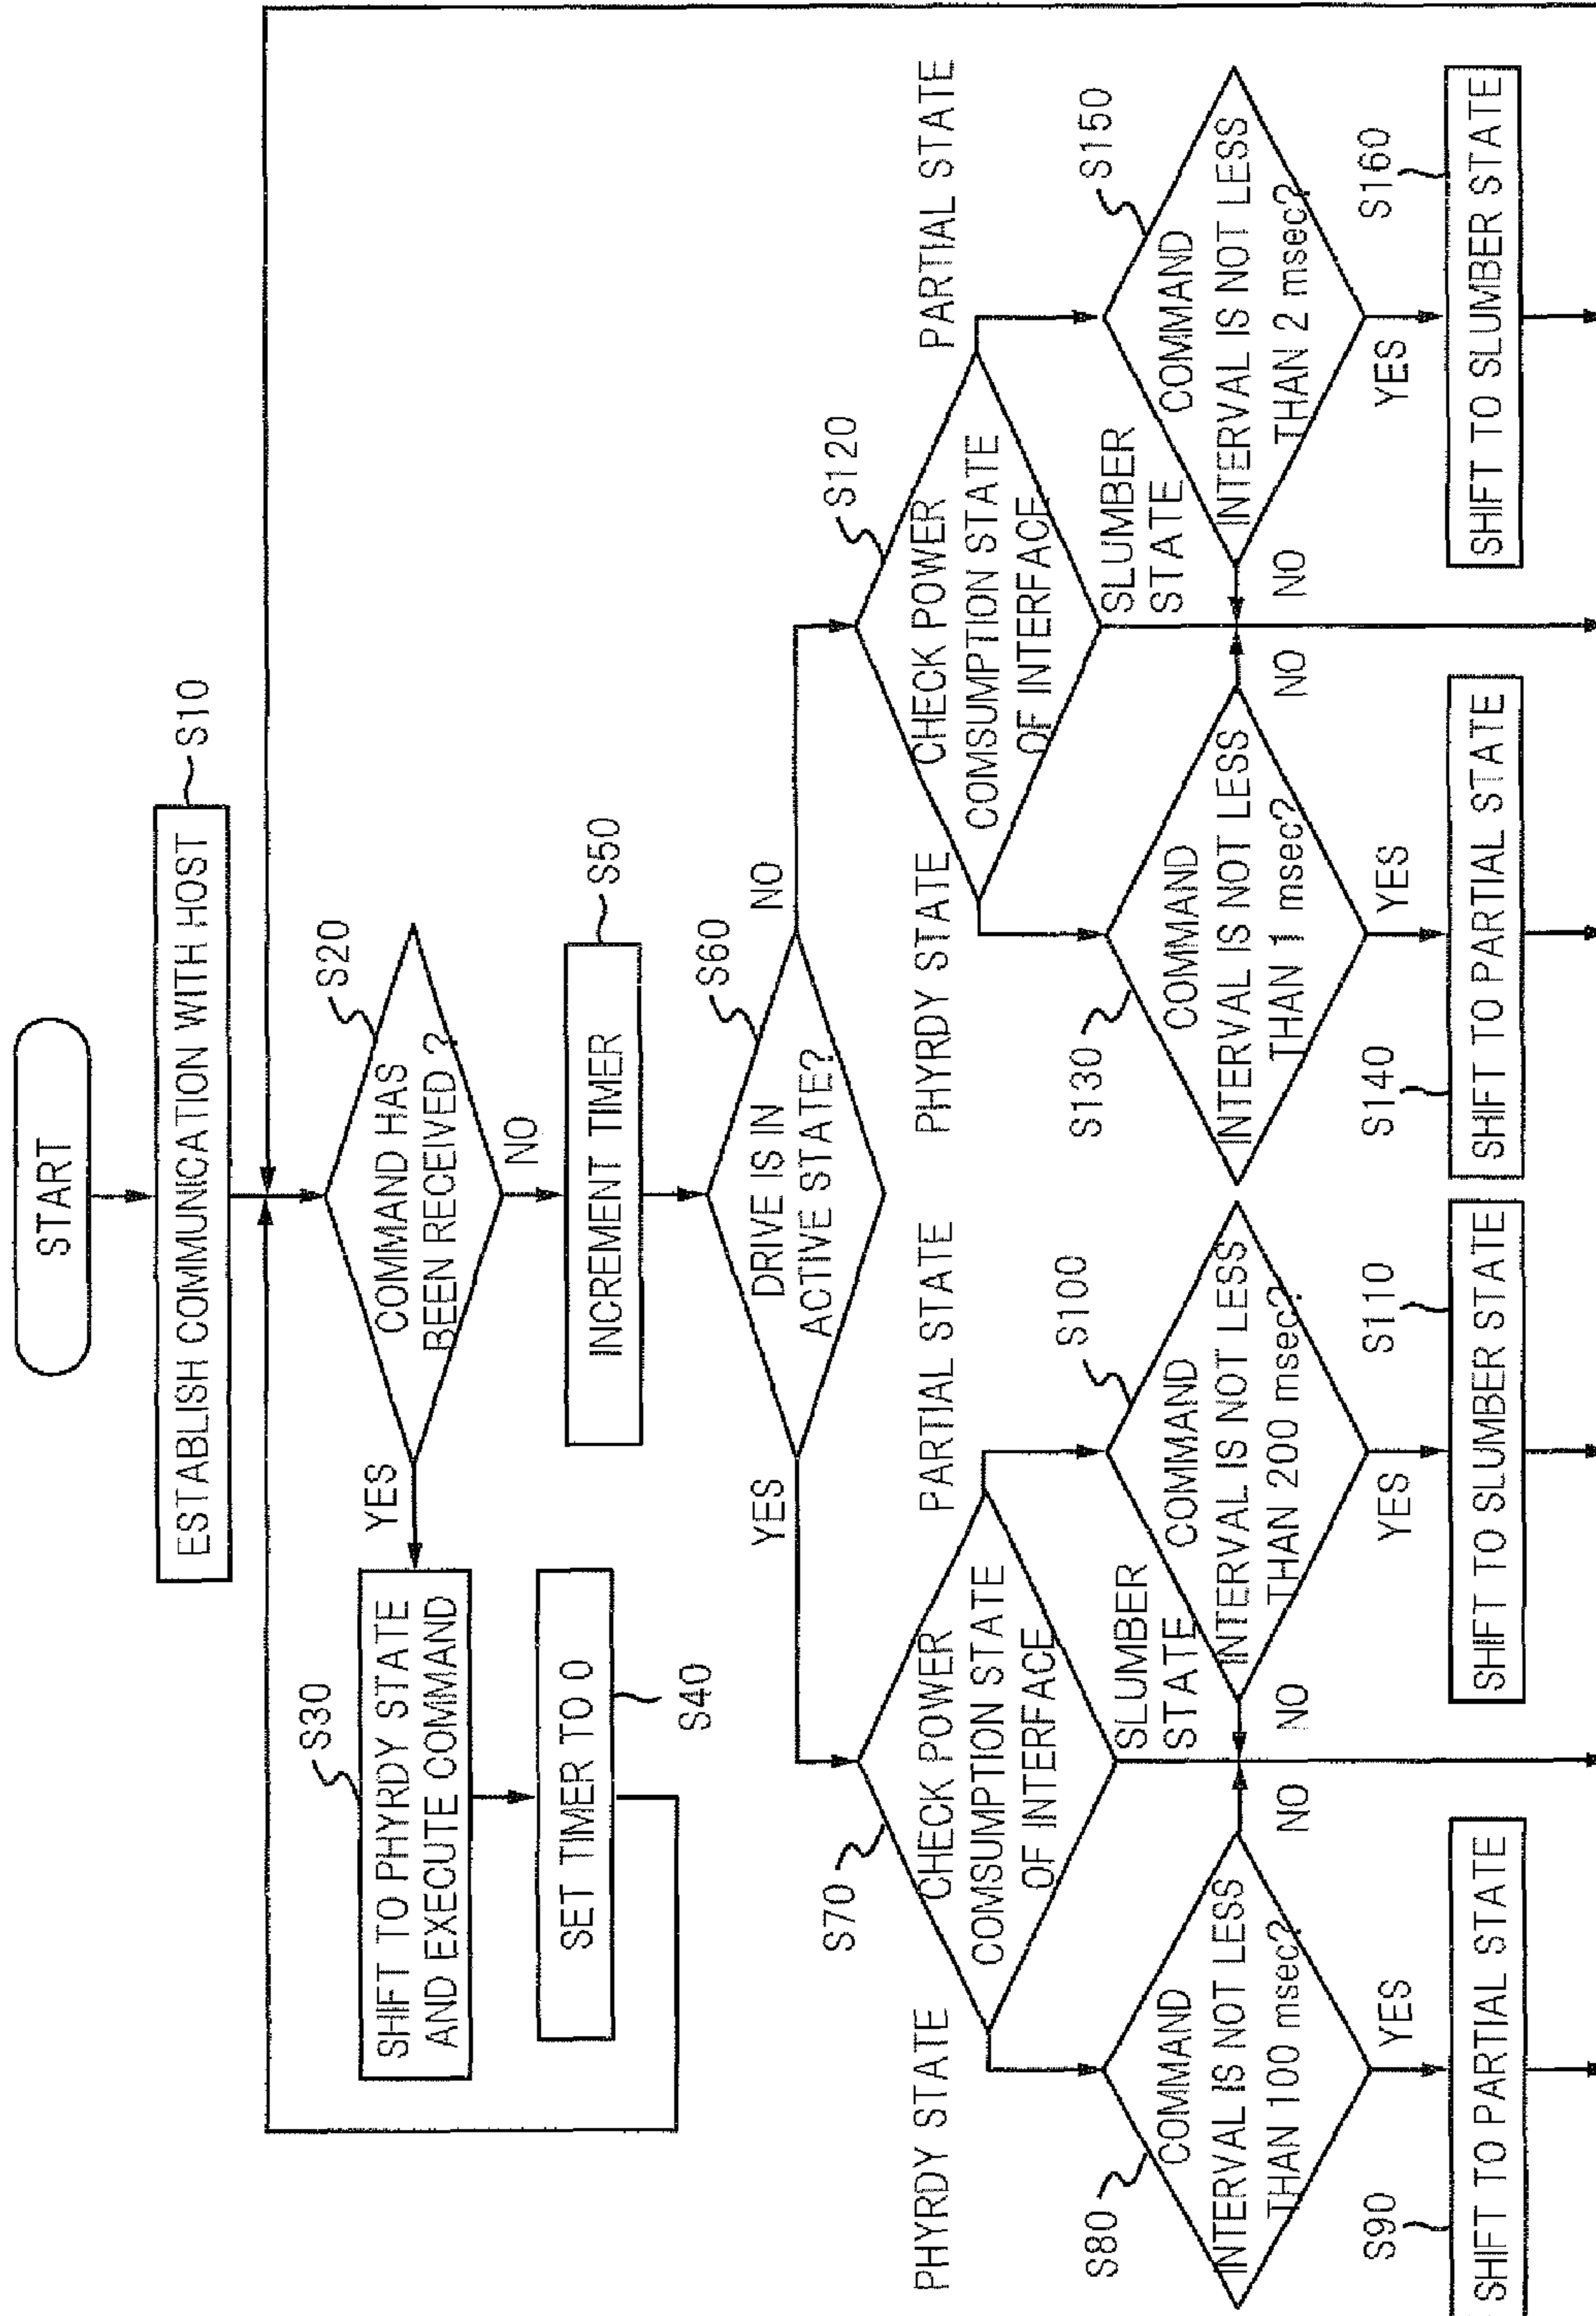 START
ESTABLISH COMMUNICATION WITH HOST
S10
COMMAND HAS
BEEN RECEIVED ?
S20
YES
NO
SHIFT TO PHYRDY STATE
AND EXECUTE COMMAND
S30
SET TIMER TO 0
S40
INCREMENT TIMER
S50
DRIVE IS IN
ACTIVE STATE?
S60
YES
NO
CHECK POWER
COMSUMPTION STATE
OF INTERFACE
S70
PHYRDY STATE
PARTIAL STATE
SLUMBER
STATE
COMMAND
INTERVAL IS NOT LESS
THAN 100 msec?
S80
NO
YES
SHIFT TO PARTIAL STATE
S90
COMMAND
INTERVAL IS NOT LESS
THAN 200 msec?
S100
NO
YES
SHIFT TO SLUMBER STATE
S110
CHECK POWER
COMSUMPTION STATE
OF INTERFACE
S120
PHYRDY STATE
PARTIAL STATE
SLUMBER
STATE
COMMAND
INTERVAL IS NOT LESS
THAN 1 msec?
S130
NO
YES
SHIFT TO PARTIAL STATE
S140
COMMAND
INTERVAL IS NOT LESS
THAN 2 msec?
S150
NO
YES
SHIFT TO SLUMBER STATE
S160